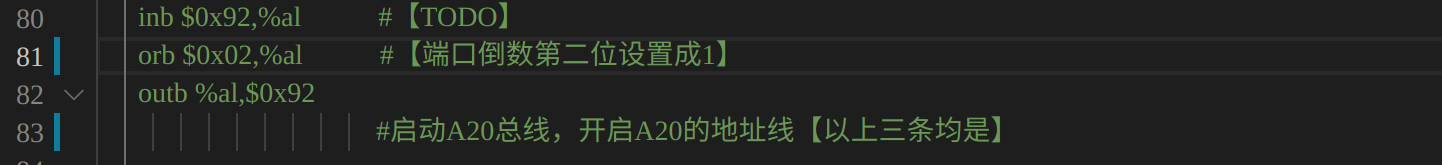 80 inb $0x92,%al #【TODO】
81 orb $0x02,%al #【端口倒数第二位设置成1】
82 outb %al,$0x92
83 #启动A20总线，开启A20的地址线【以上三条均是】